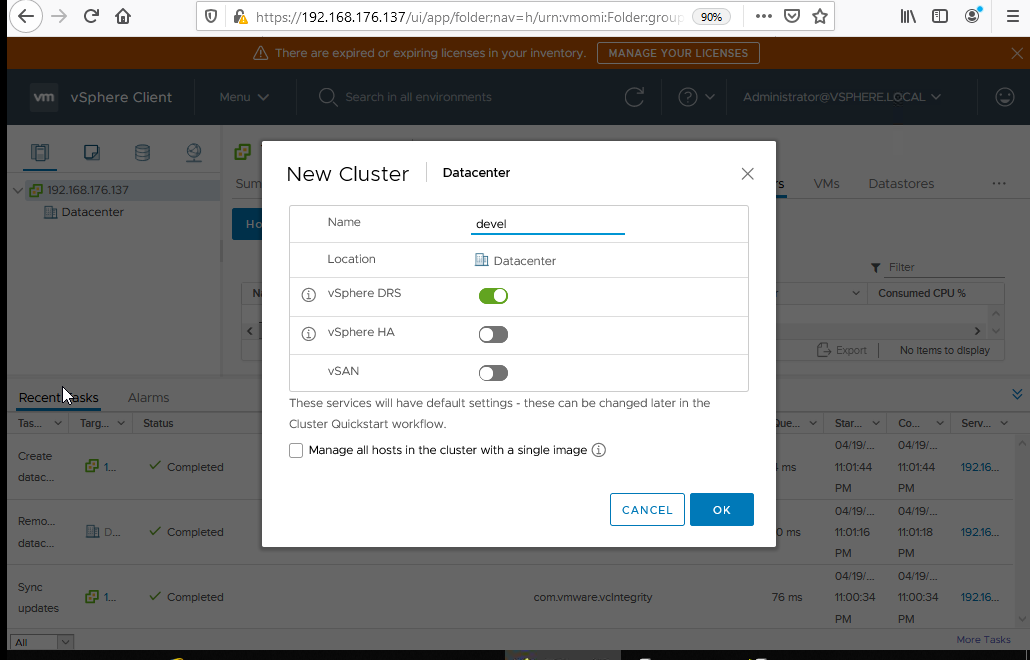 https://192.168.176.137/ui/app/folder;nav=h/urn:vmomi:Folder:group
90%
There are expired or expiring licenses in your inventory. MANAGE YOUR LICENSES
vm vSphere Client Menu Search in all environments Administrator@VSPHERE.LOCAL
192.168.176.137
Datacenter
Sum
VMs Datastores
Ho
Filter
Consumed CPU %
Export No items to display
New Cluster Datacenter
Name devel
Location Datacenter
vSphere DRS
vSphere HA
vSAN
These services will have default settings - these can be changed later in the
Cluster Quickstart workflow.
Manage all hosts in the cluster with a single image
CANCEL OK
Recent Tasks Alarms
Tas... Targ... Status Que... Star... Co... Serv...
Create
datac...
1...
Completed
ms
04/19/...
11:01:44
PM
04/19/...
11:01:44
PM
192.16...
Remo...
datac...
D...
Completed
0 ms
04/19/...
11:01:16
PM
04/19/...
11:01:18
PM
192.16...
Sync
updates
1...
Completed
com.vmware.vcIntegrity
76 ms
04/19/...
11:00:34
PM
04/19/...
11:00:34
PM
192.16...
All
More Tasks